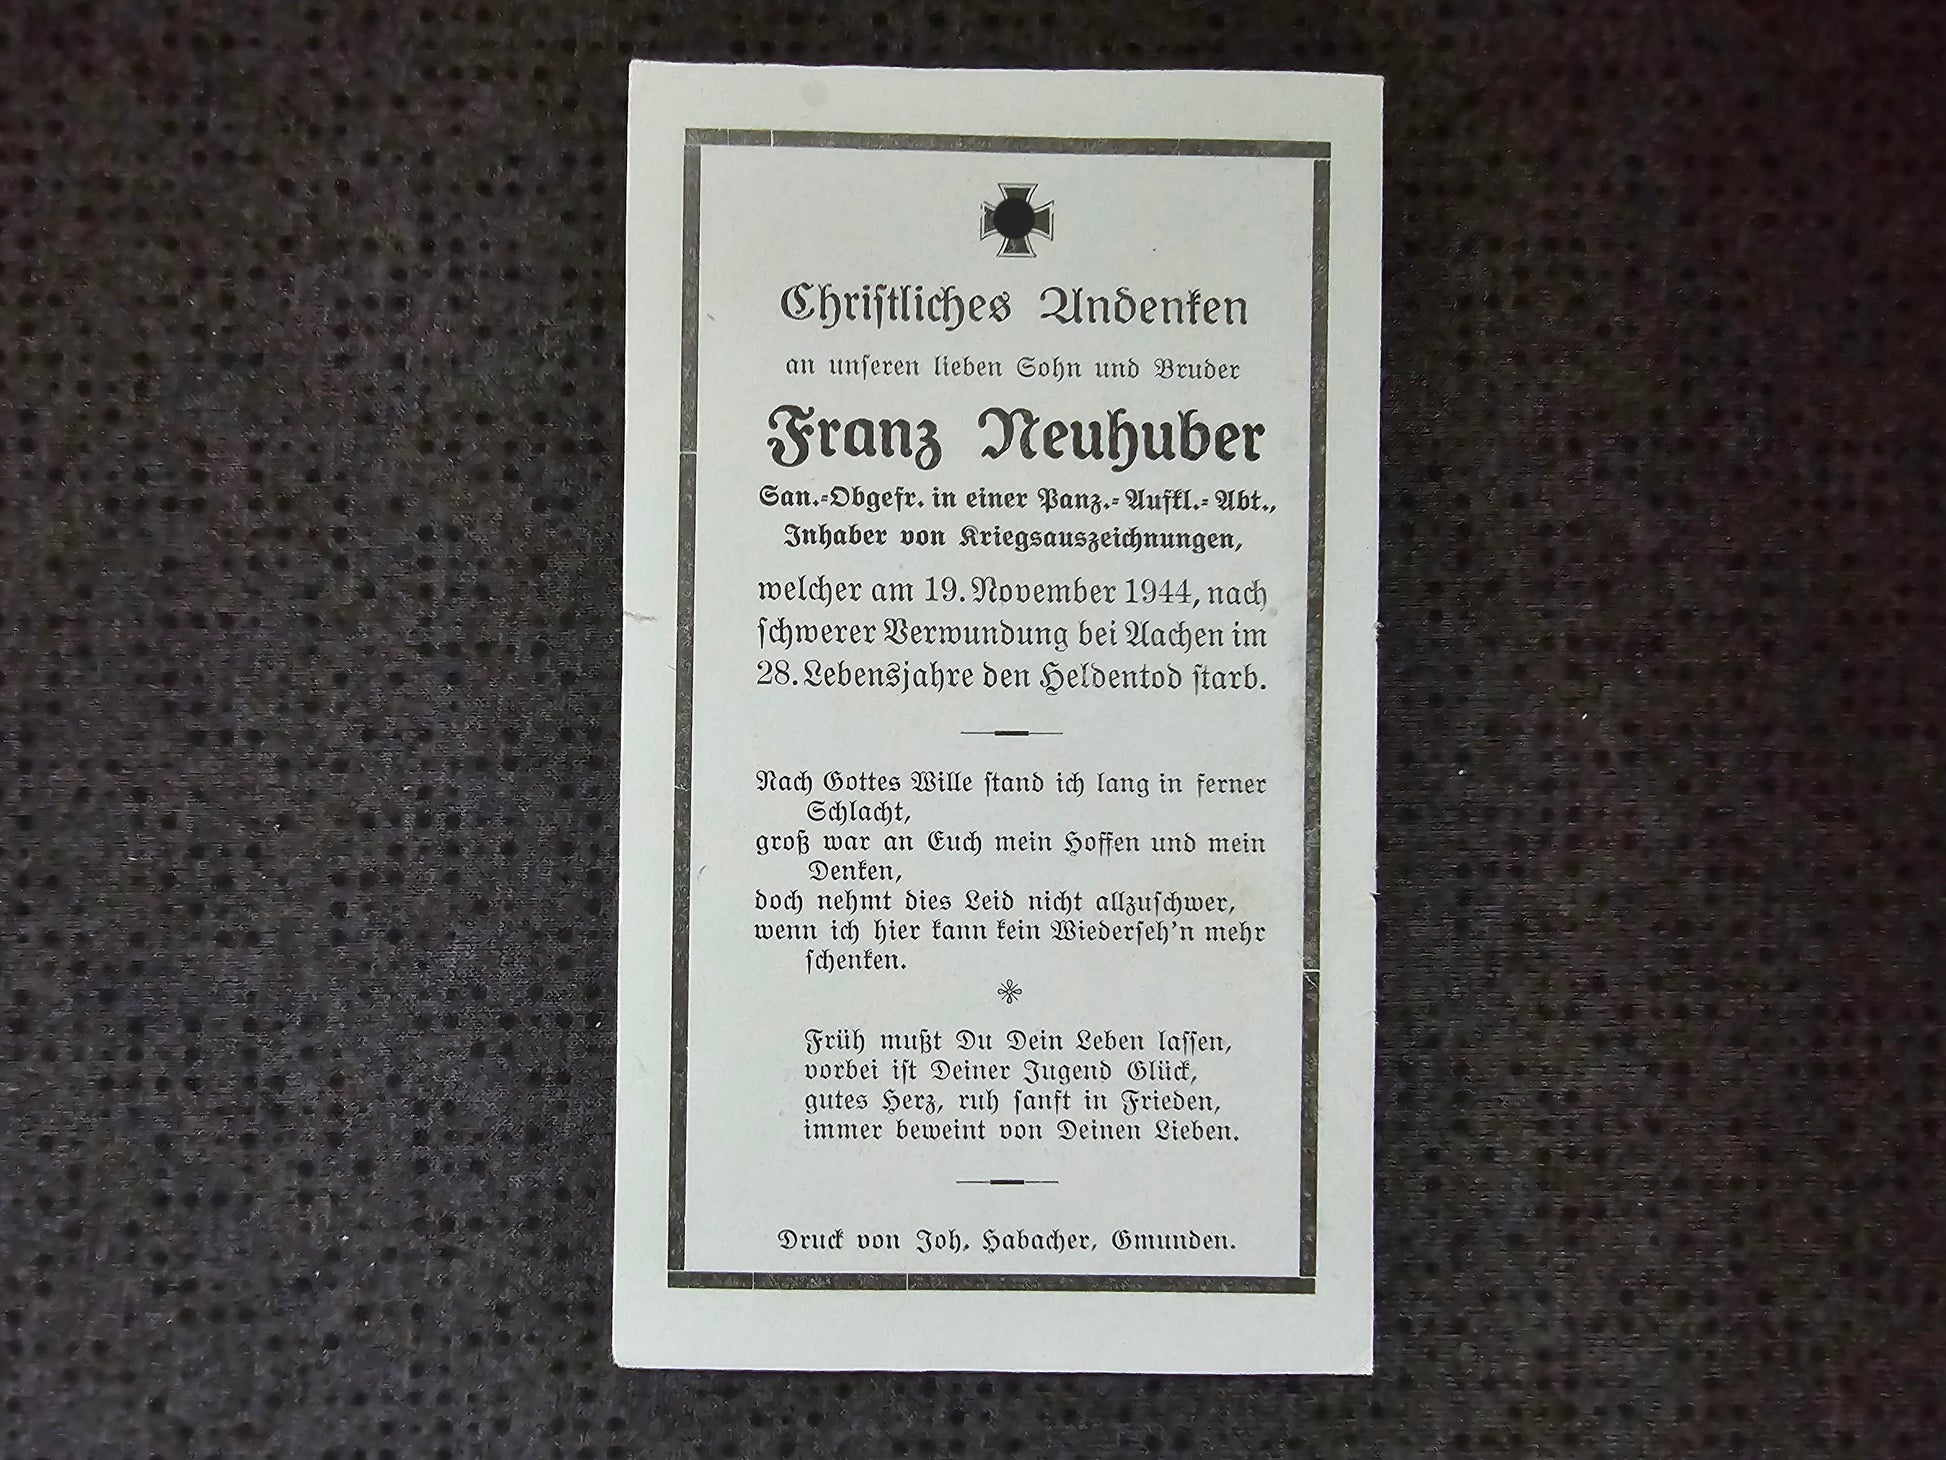 Christliches Andenken
an unseren lieben Sohn und Bruder
Franz Neuhuber
San.-Obgefr. in einer Panz.-Aufkl.-Abt.,
Inhaber von Kriegsauszeichnungen,
welcher am 19. November 1944, nach
schwerer Verwundung bei Aachen im
28. Lebensjahre den Heldentod starb.
Nach Gottes Wille stand ich lang in ferner
Schlacht,
groß war an Euch mein Hoffen und mein
Denken,
doch nehmt dies Leid nicht allzuschwer,
wenn ich hier kann kein Wiederseh'n mehr
schenken.
Früh mußt Du Dein Leben lassen,
vorbei ist Deiner Jugend Glück,
gutes Herz, ruh sanft in Frieden,
immer beweint von Deinen Lieben.
Druck von Joh. Habacher, Gmunden.